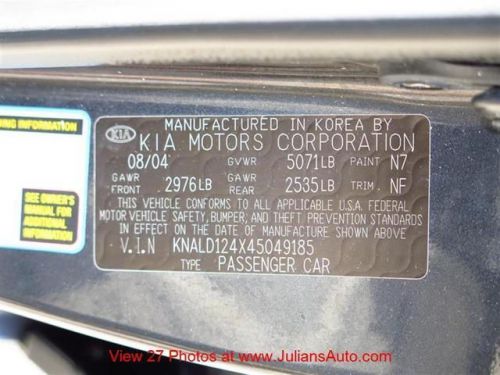 MANUFACTURED IN KOREA BY
KIA KIA MOTORS CORPORATION
08/04 GVWR 5071LB PAINT N7
GAWR FRONT 2976LB GAWR REAR 2535LB TRIM NF
THIS VEHICLE CONFORMS TO ALL APPLICABLE U.S.A FEDERAL
MOTOR VEHICLE SAFETY, BUMPER, AND THEFT PREVENTION STANDARDS
IN EFFECT ON THE DATE OF MANUFACTURE SHOWN ABOVE
V.I.N KNALD124X45049185
TYPE PASSENGER CAR
INFORMATION
SEE OWNER'S
MANUAL FOR
View 27 Photos at www.JuliansAuto.com